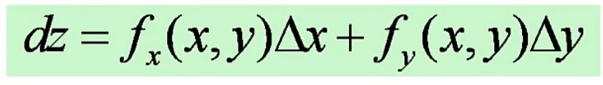 dz = f_x(x, y)Δx + f_y(x, y)Δy